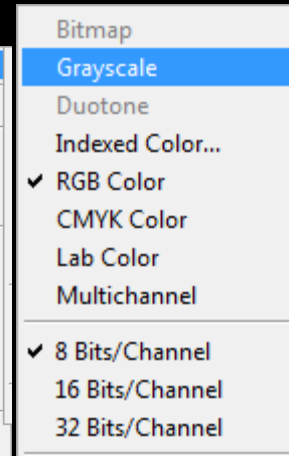 Bitmap
Grayscale
Duotone
Indexed Color...
RGB Color
CMYK Color
Lab Color
Multichannel
8 Bits/Channel
16 Bits/Channel
32 Bits/Channel